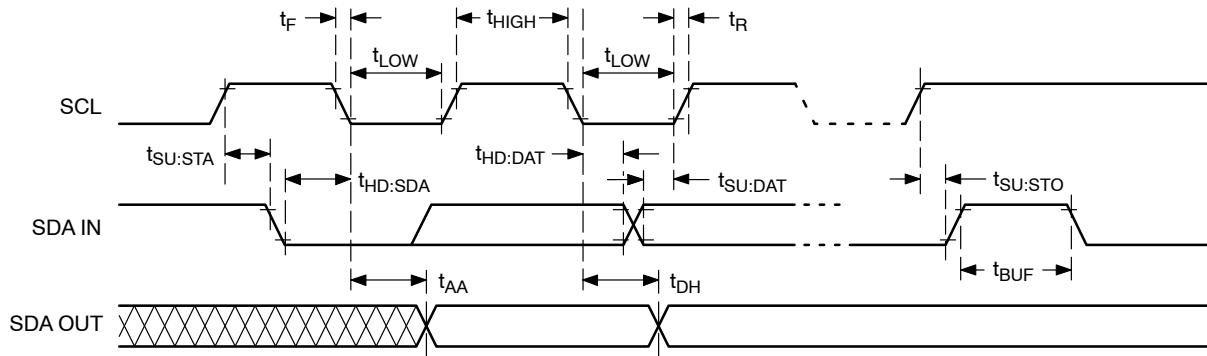 tF
tHIGH
tR
tLOW
tLOW
SCL
tSU:STA
tHD:DAT
tHD:SDA
tSU:DAT
tSU:STO
SDA IN
tAA
tDH
tBUF
SDA OUT